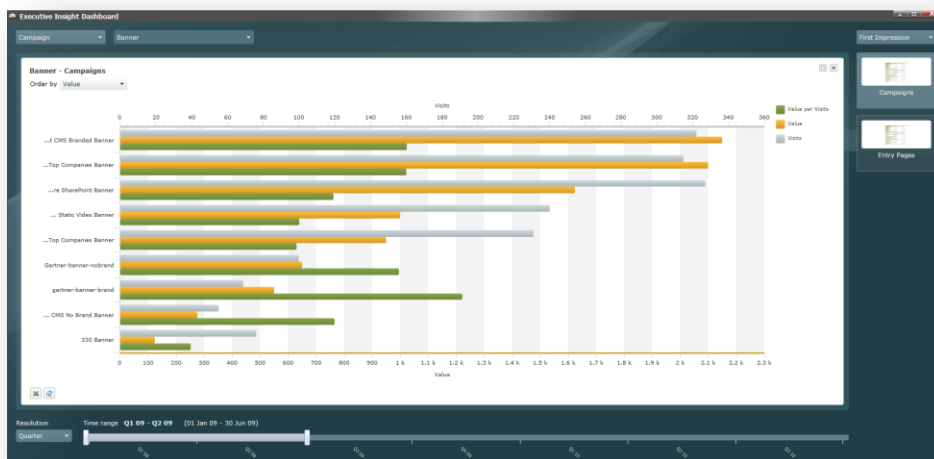 Executive Insight Dashboard
Campaign
Banner
First Impression
Banner - Campaigns
Order by Value
Visits
0 20 40 60 80 100 120 140 160 180 200 220 240 260 280 300 320 340 360
Value per Visits
Value
Visits
...t CMS Branded Banner
...Top Companies Banner
...re SharePoint Banner
... Static Video Banner
...Top Companies Banner
Gartner-banner-nobrand
gartner-banner-brand
... CMS No Brand Banner
330 Banner
0 100 200 300 400 500 600 700 800 900 1 k 1.1 k 1.2 k 1.3 k 1.4 k 1.5 k 1.6 k 1.7 k 1.8 k 1.9 k 2 k 2.1 k 2.2 k 2.3 k
Value
Campaigns
Entry Pages
Resolution
Quarter
Time range Q1 09 - Q2 09 (01 Jan 09 - 30 Jun 09)